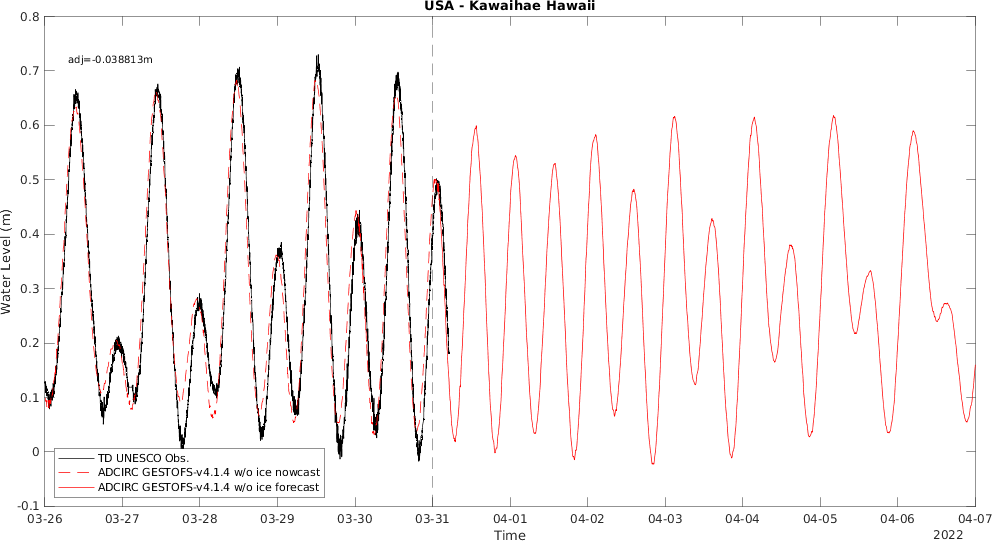 USA - Kawaihae Hawaii
adj=-0.038813m
0.8
0.7
0.6
0.5
0.4
0.3
0.2
0.1
0
-0.1
Water Level (m)
TD UNESCO Obs.
ADCIRC GESTOFS-v4.1.4 w/o ice nowcast
ADCIRC GESTOFS-v4.1.4 w/o ice forecast
03-26 03-27 03-28 03-29 03-30 03-31 04-01 04-02 04-03 04-04 04-05 04-06 04-07
Time
2022